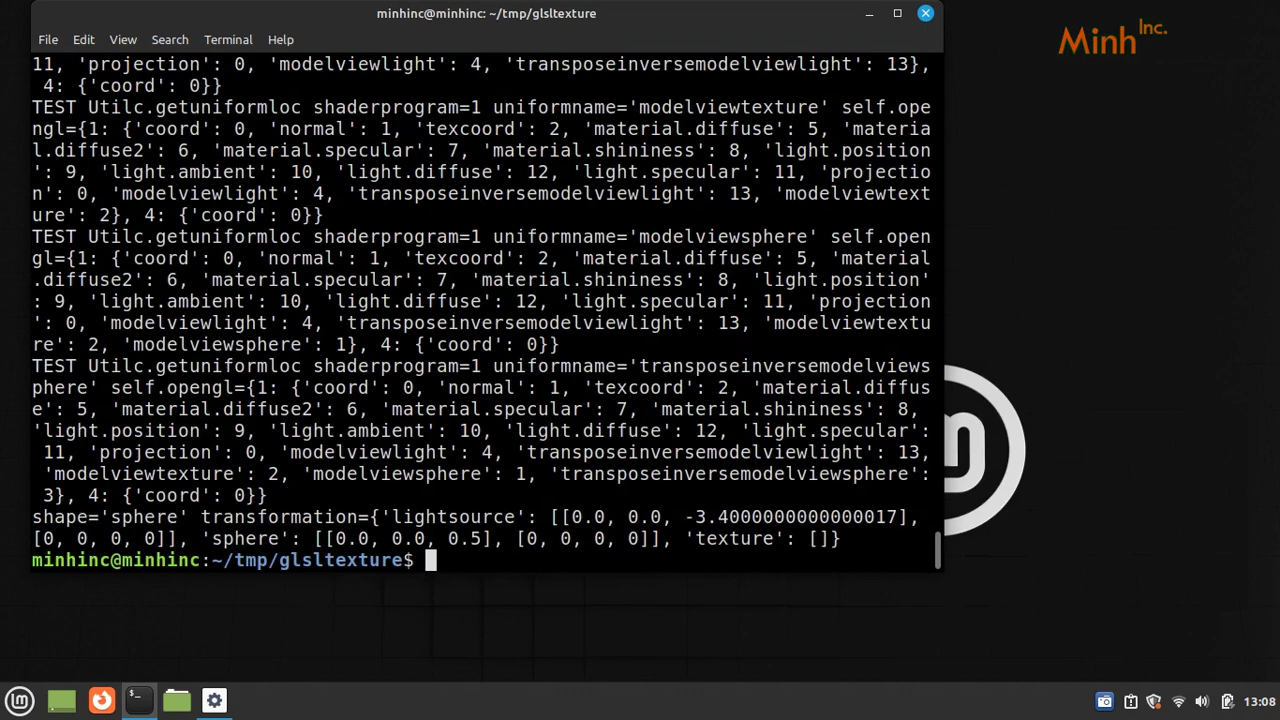 minhinc@minhinc: ~/tmp/glsltexture
Minh Inc.
File Edit View Search Terminal Help
11, 'projection': 0, 'modelviewlight': 4, 'transposeinversemodelviewlight': 13},
4: {'coord': 0}}
TEST Utilc.getuniformloc shaderprogram=1 uniformname='modelviewtexture' self.ope
ngl={1: {'coord': 0, 'normal': 1, 'texcoord': 2, 'material.diffuse': 5, 'materia
l.diffuse2': 6, 'material.specular': 7, 'material.shininess': 8, 'light.position
': 9, 'light.ambient': 10, 'light.diffuse': 12, 'light.specular': 11, 'projectio
n': 0, 'modelviewlight': 4, 'transposeinversemodelviewlight': 13, 'modelviewtext
ure': 2}, 4: {'coord': 0}}
TEST Utilc.getuniformloc shaderprogram=1 uniformname='modelviewsphere' self.open
gl={1: {'coord': 0, 'normal': 1, 'texcoord': 2, 'material.diffuse': 5, 'material
.diffuse2': 6, 'material.specular': 7, 'material.shininess': 8, 'light.position'
: 9, 'light.ambient': 10, 'light.diffuse': 12, 'light.specular': 11, 'projection
': 0, 'modelviewlight': 4, 'transposeinversemodelviewlight': 13, 'modelviewtextu
re': 2, 'modelviewsphere': 1}, 4: {'coord': 0}}
TEST Utilc.getuniformloc shaderprogram=1 uniformname='transposeinversemodelviews
phere' self.opengl={1: {'coord': 0, 'normal': 1, 'texcoord': 2, 'material.diffus
e': 5, 'material.diffuse2': 6, 'material.specular': 7, 'material.shininess': 8,
'light.position': 9, 'light.ambient': 10, 'light.diffuse': 12, 'light.specular':
11, 'projection': 0, 'modelviewlight': 4, 'transposeinversemodelviewlight': 13,
'modelviewtexture': 2, 'modelviewsphere': 1, 'transposeinversemodelviewsphere':
3}, 4: {'coord': 0}}
shape='sphere' transformation={'lightsource': [[0.0, 0.0, -3.4000000000000017],
[0, 0, 0, 0]], 'sphere': [[0.0, 0.0, 0.5], [0, 0, 0, 0]], 'texture': []}
minhinc@minhinc:~/tmp/glsltexture$
13:08